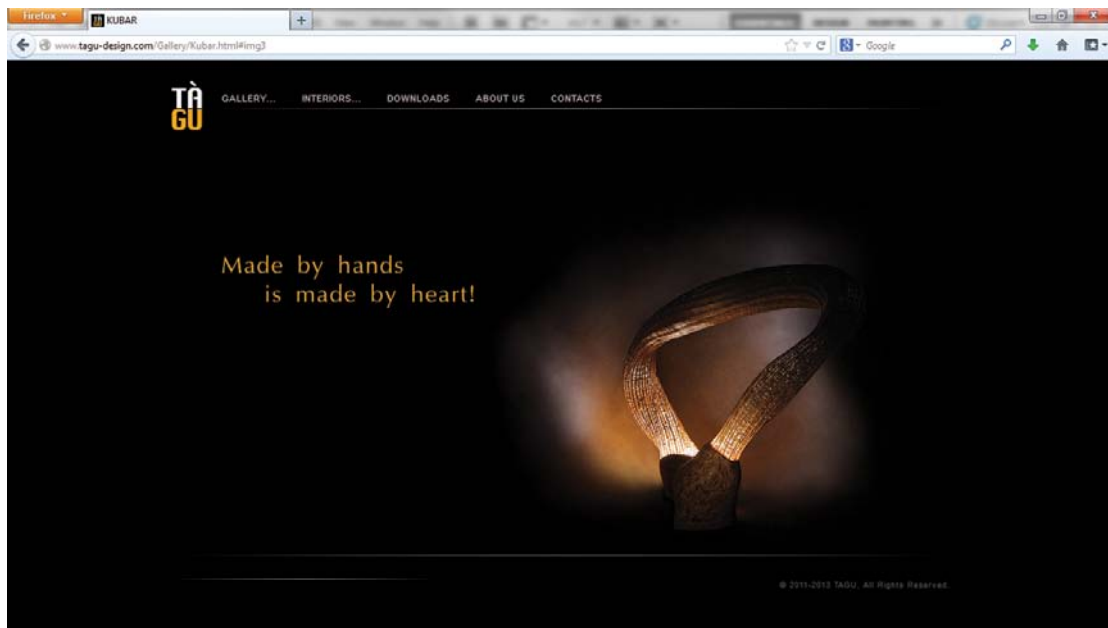 Firefox
KUBAR
www.tagu-design.com/Gallery/Kubar.html#img3
Google
TÀ
GU
GALLERY...
INTERIORS...
DOWNLOADS
ABOUT US
CONTACTS
Made by hands
is made by heart!
© 2011-2013 TAGU, All Rights Reserved.